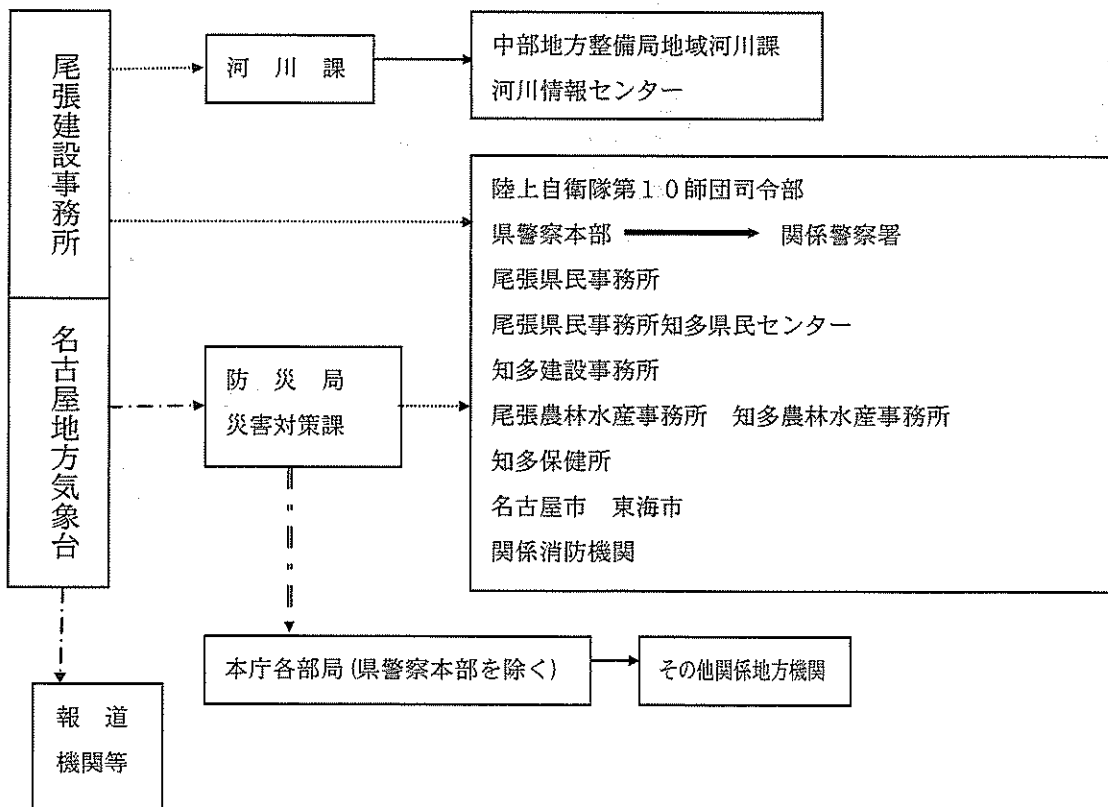 尾張建設事務所
河　川　課
中部地方整備局地域河川課
河川情報センター
陸上自衛隊第１０師団司令部
県警察本部　関係警察署
尾張県民事務所
尾張県民事務所知多県民センター
知多建設事務所
尾張農林水産事務所　知多農林水産事務所
知多保健所
名古屋市　東海市
関係消防機関
名古屋地方気象台
防　災　局
災害対策課
本庁各部局(県警察本部を除く)
その他関係地方機関
報　道
機関等